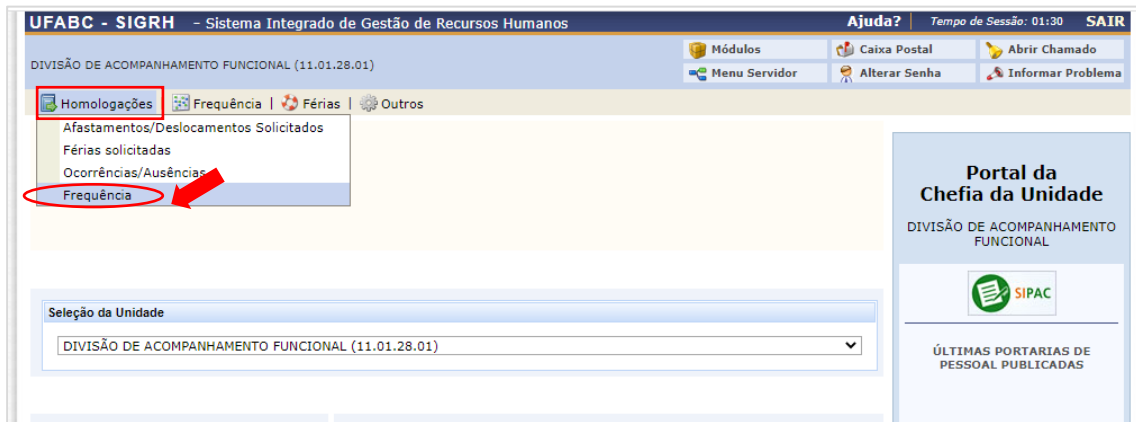 UFABC - SIGRH - Sistema Integrado de Gestão de Recursos Humanos Ajuda? Tempo de Sessão: 01:30 SAIR
DIVISÃO DE ACOMPANHAMENTO FUNCIONAL (11.01.28.01)
Módulos Caixa Postal Abrir Chamado
Menu Servidor Alterar Senha Informar Problema
Homologações Frequência | Férias | Outros
Afastamentos/Deslocamentos Solicitados
Férias solicitadas
Ocorrências/Ausências
Frequência
Portal da
Chefia da Unidade
DIVISÃO DE ACOMPANHAMENTO
FUNCIONAL
SIPAC
Seleção da Unidade
DIVISÃO DE ACOMPANHAMENTO FUNCIONAL (11.01.28.01)
ÚLTIMAS PORTARIAS DE
PESSOAL PUBLICADAS